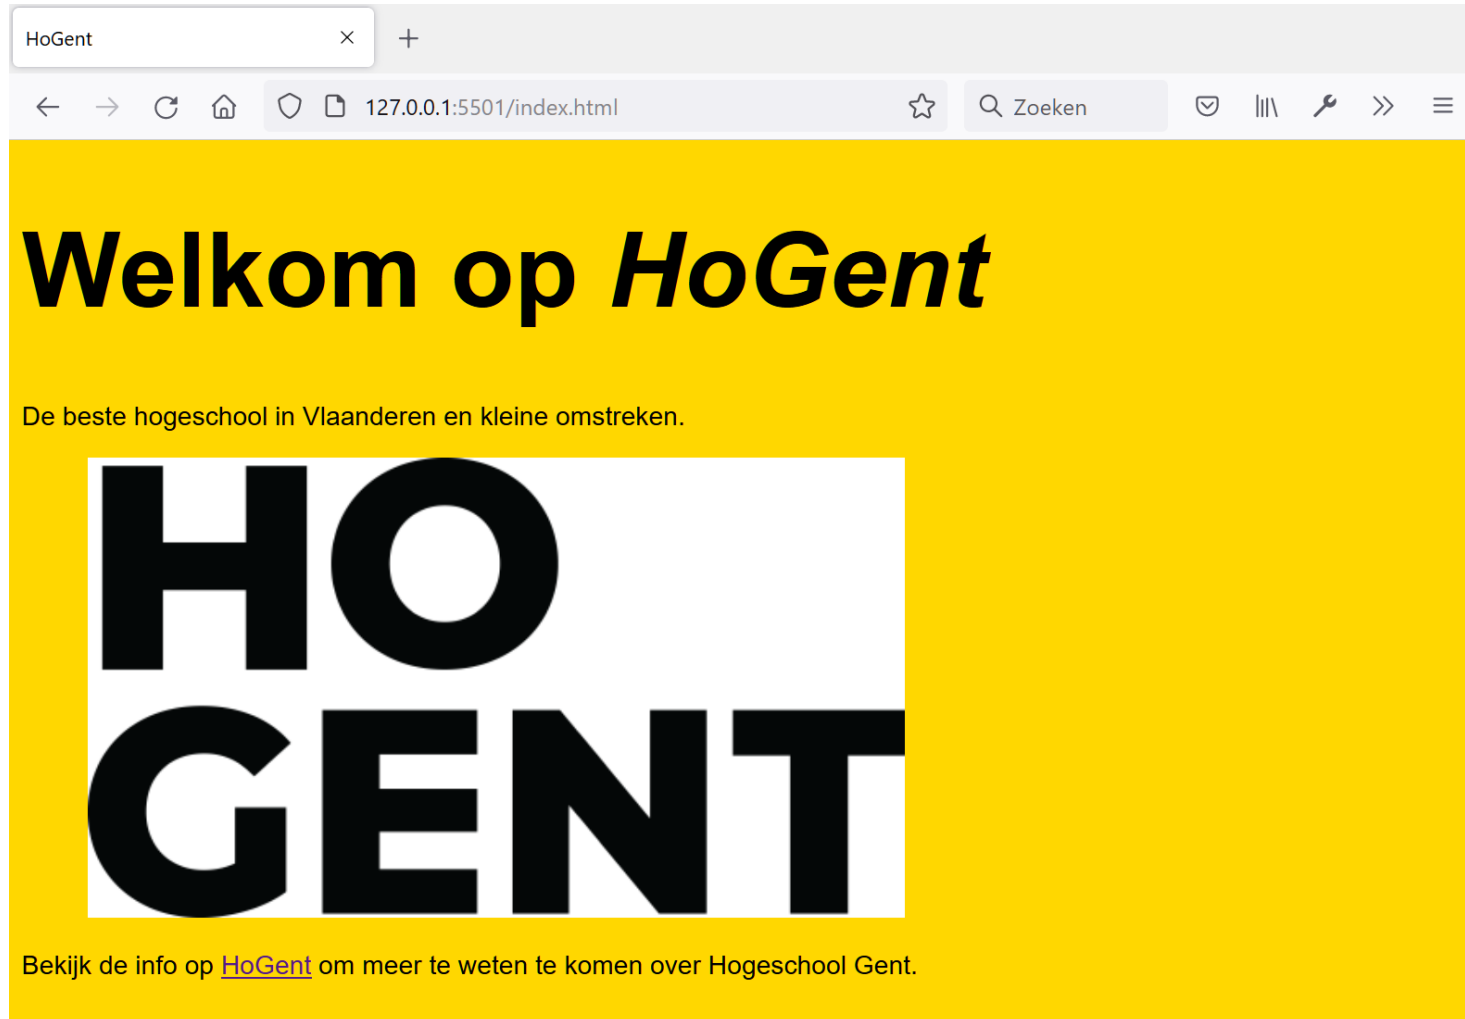 HoGent
127.0.0.1:5501/index.html
Zoeken
Welkom op HoGent
De beste hogeschool in Vlaanderen en kleine omstreken.
HO
GENT
Bekijk de info op HoGent om meer te weten te komen over Hogeschool Gent.